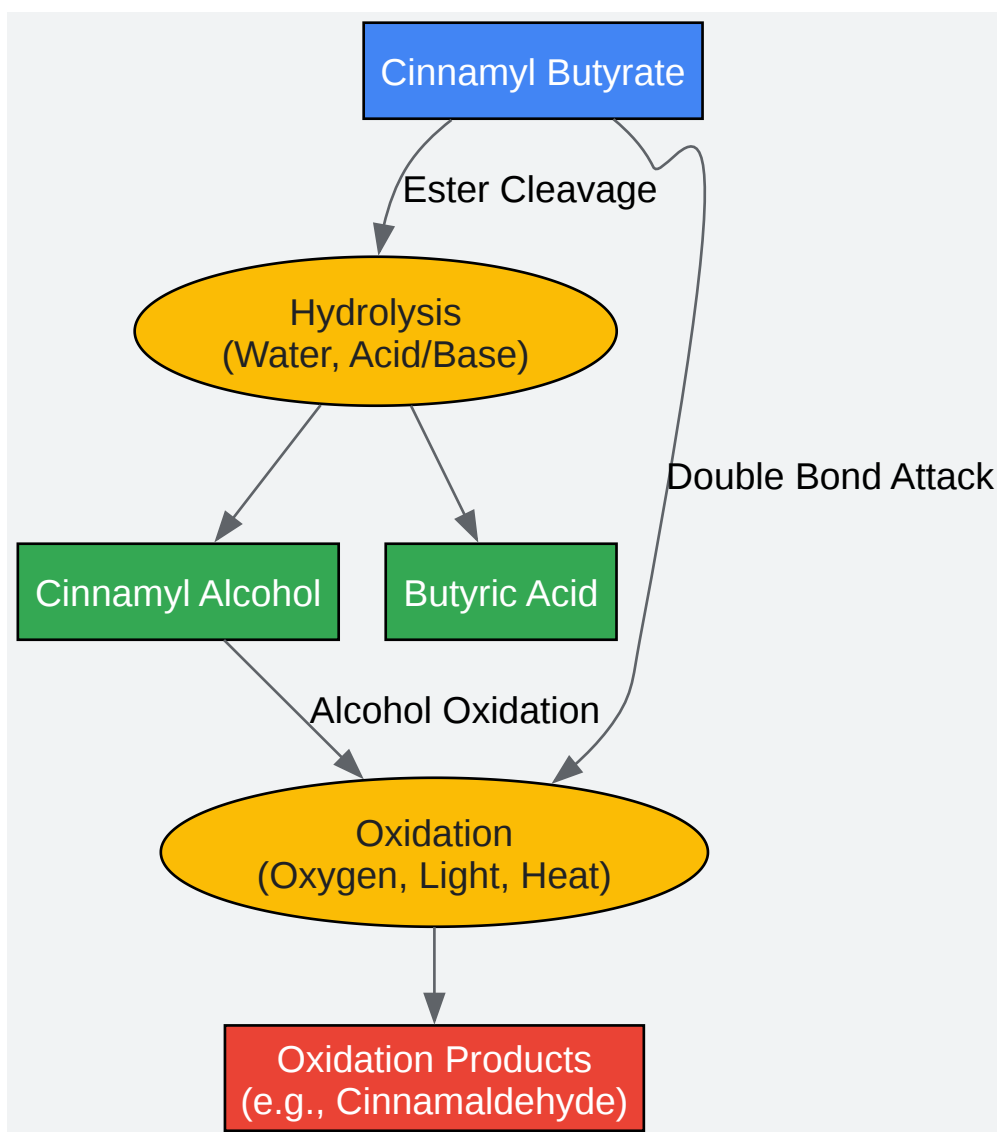 Cinnamyl Butyrate
Ester Cleavage
Hydrolysis
(Water, Acid/Base)
Double Bond Attack
Cinnamyl Alcohol
Butyric Acid
Alcohol Oxidation
Oxidation
(Oxygen, Light, Heat)
Oxidation Products
(e.g., Cinnamaldehyde)